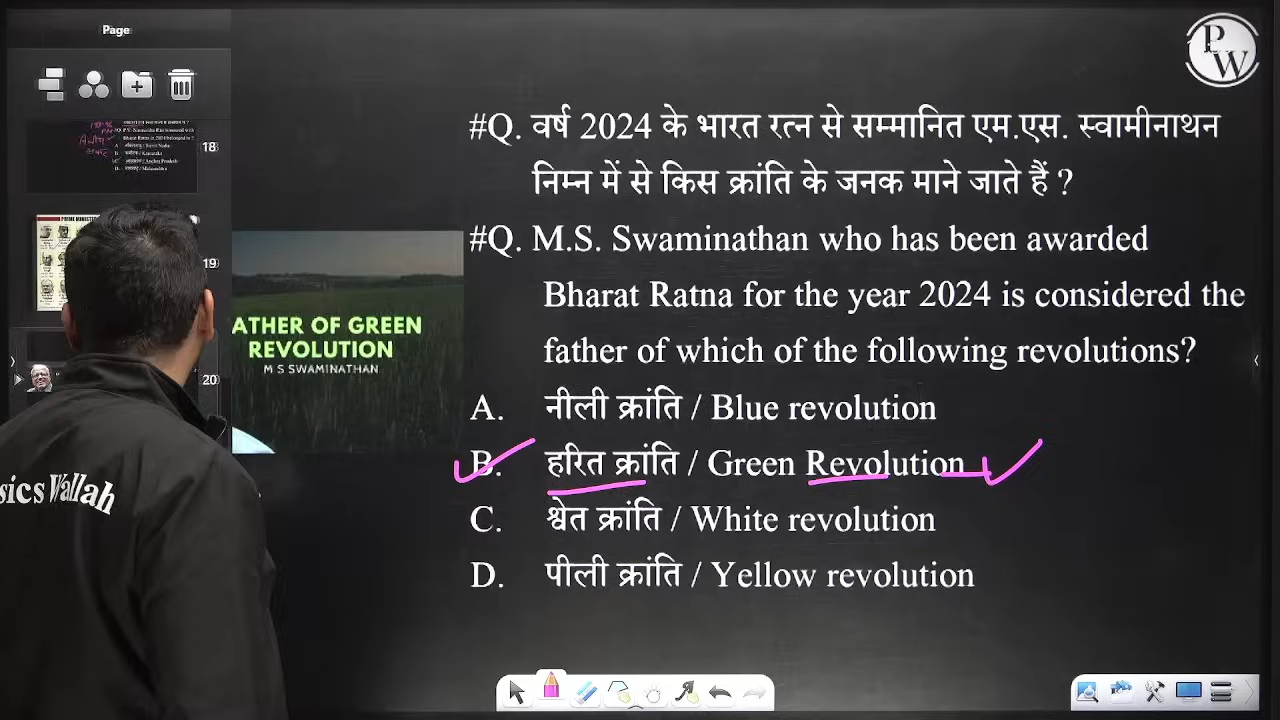 Page
PW
18
19
20
#Q. वर्ष 2024 के भारत रत्न से सम्मानित एम.एस. स्वामीनाथन
निम्न में से किस क्रांति के जनक माने जाते हैं ?
#Q. M.S. Swaminathan who has been awarded
Bharat Ratna for the year 2024 is considered the
father of which of the following revolutions?
ATHER OF GREEN
REVOLUTION
M S SWAMINATHAN
A. नीली क्रांति / Blue revolution
B. हरित क्रांति / Green Revolution
C. श्वेत क्रांति / White revolution
D. पीली क्रांति / Yellow revolution
sics Wallah